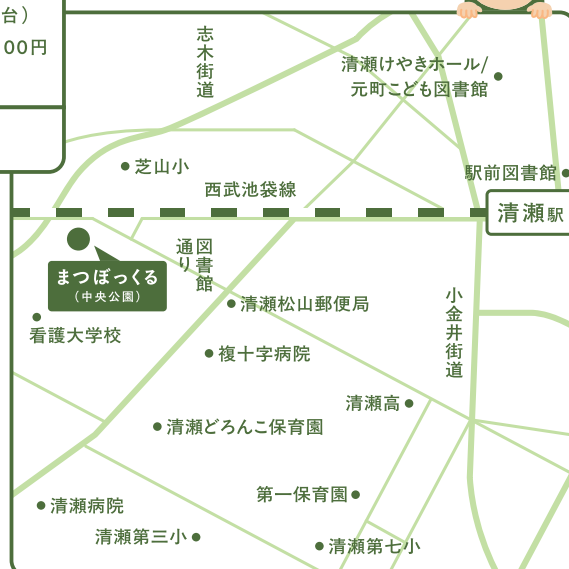 台）
00円
志木街道
清瀬けやきホール/
元町こども図書館
芝山小
駅前図書館
西武池袋線
清瀬駅
図書館
通り
まつぼっくる
（中央公園）
清瀬松山郵便局
小金井街道
看護大学校
複十字病院
清瀬高
清瀬どろんこ保育園
第一保育園
清瀬病院
清瀬第三小
清瀬第七小